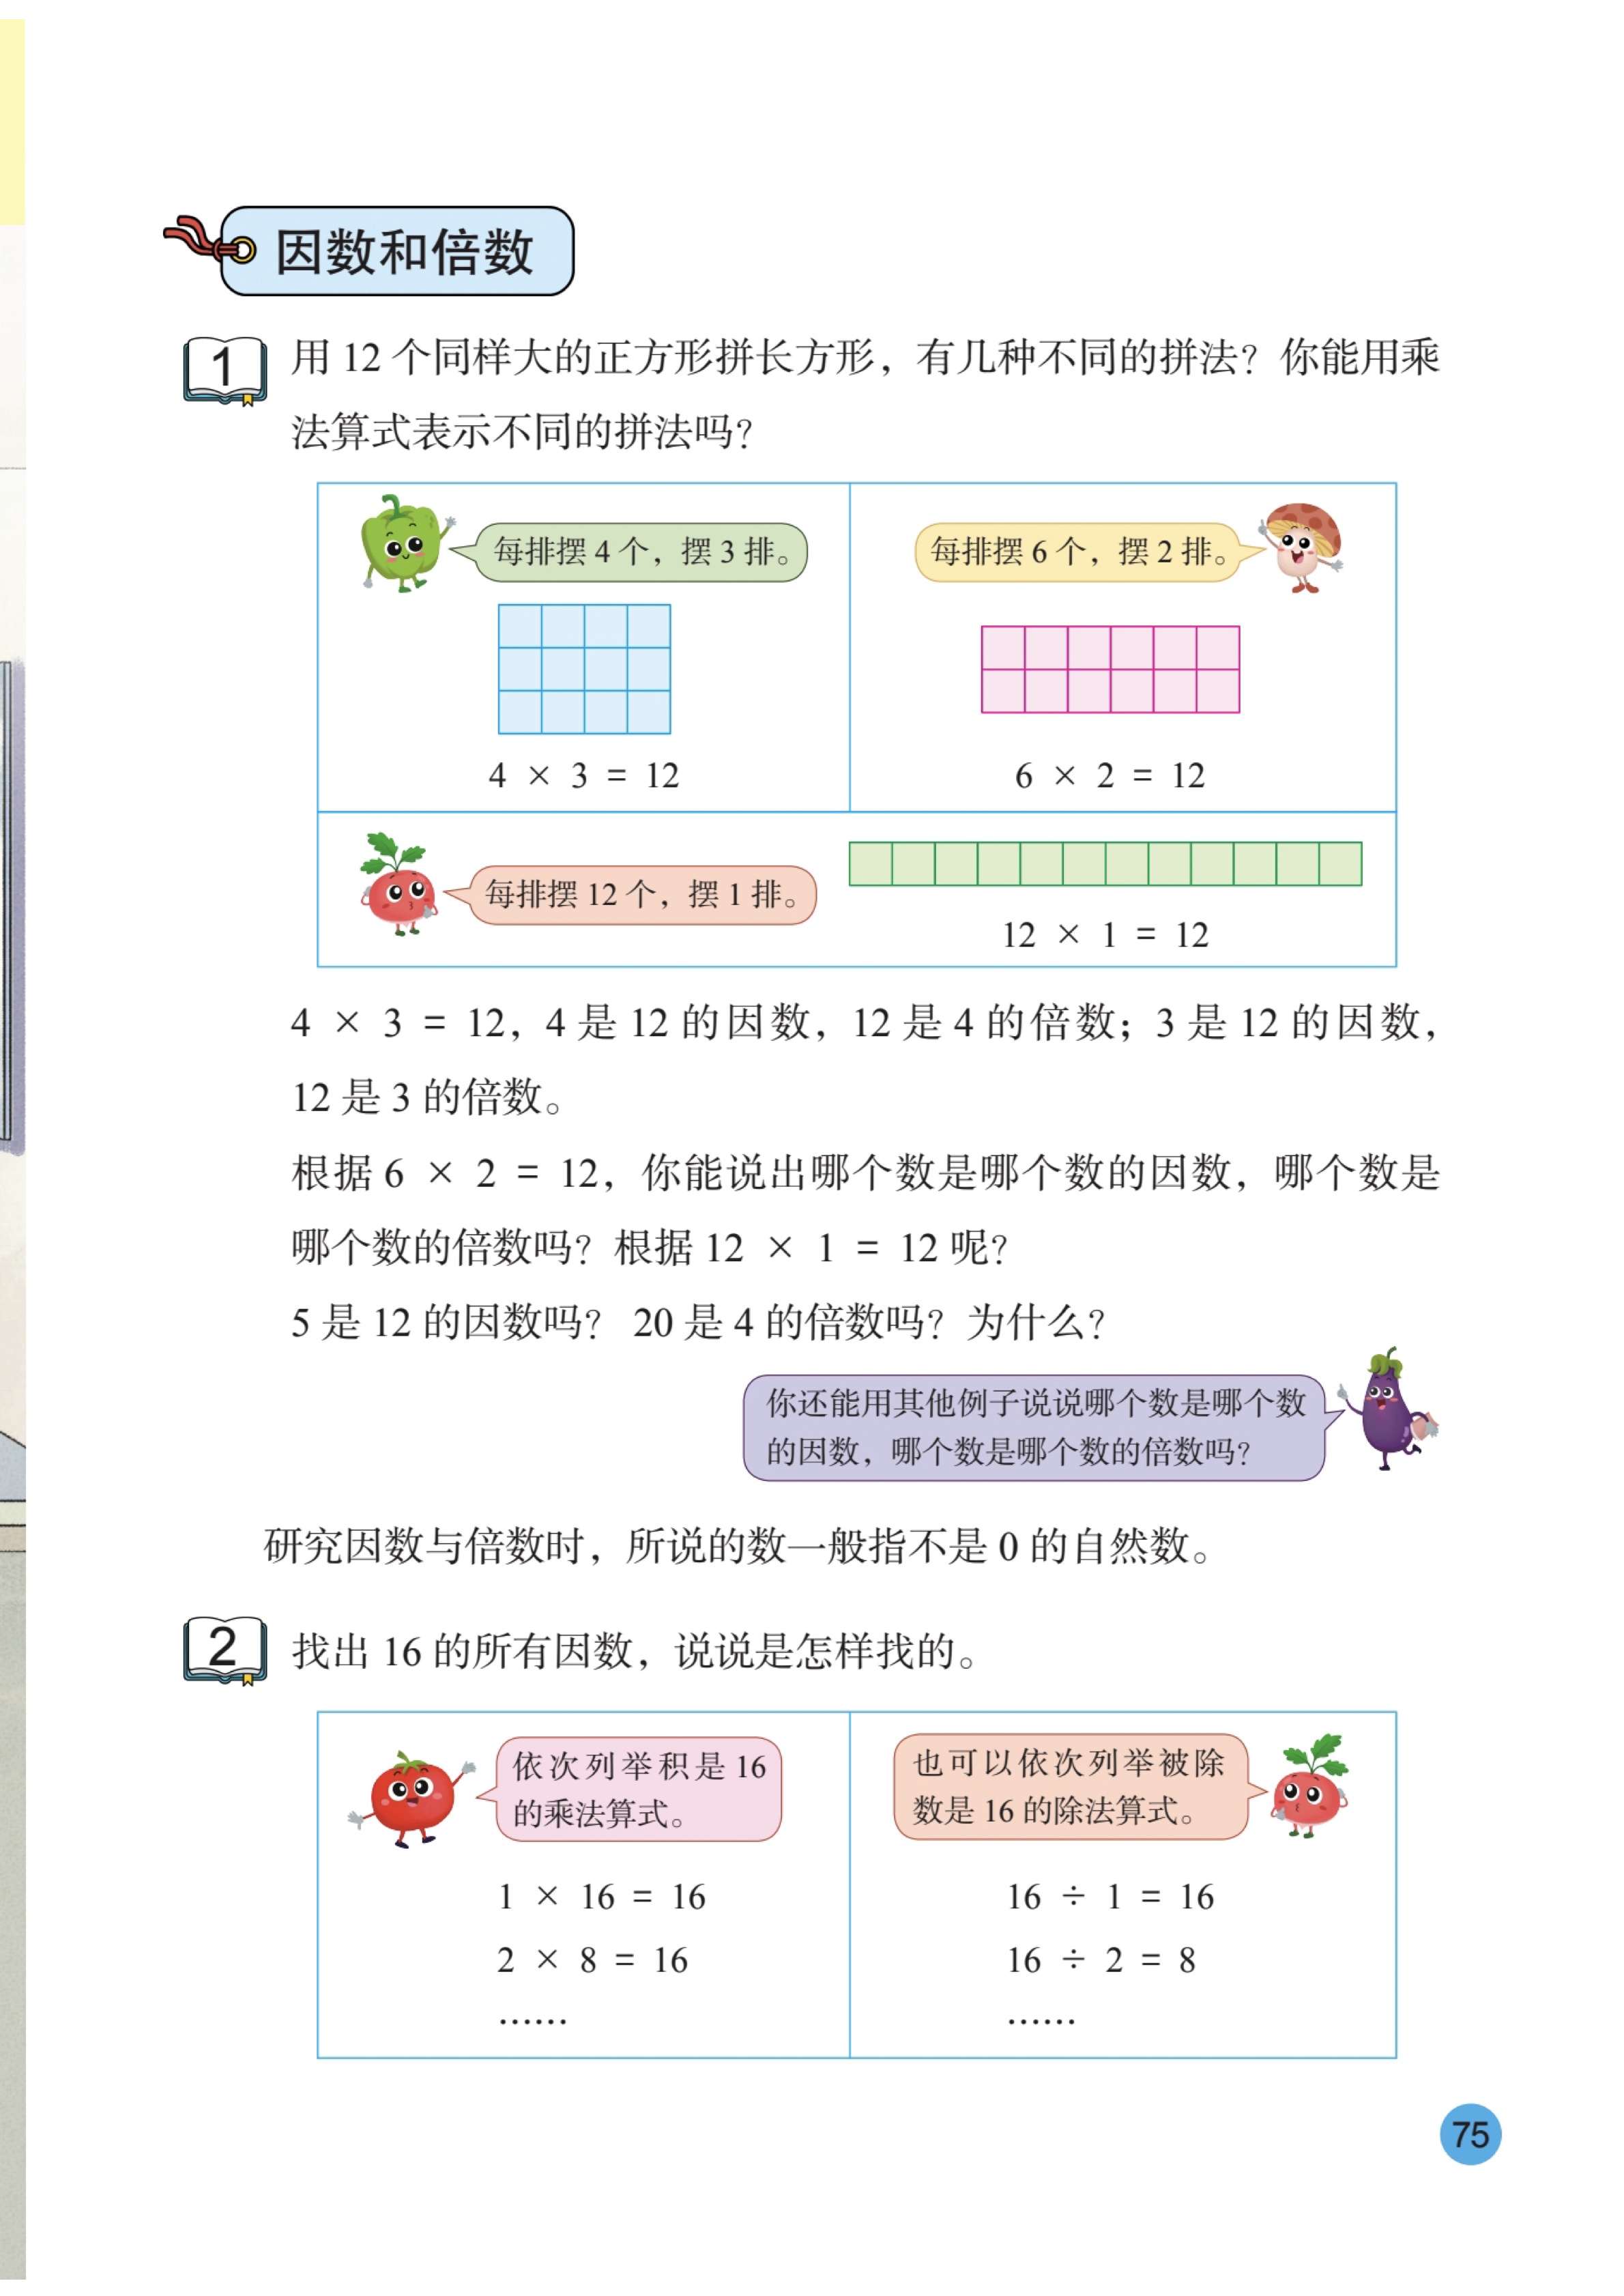 因数和倍数
1
用 12 个同样大的正方形拼长方形，有几种不同的拼法？你能用乘
法算式表示不同的拼法吗？
每排摆 4 个，摆 3 排。
4 × 3 = 12
每排摆 6 个，摆 2 排。
6 × 2 = 12
每排摆 12 个，摆 1 排。
12 × 1 = 12
4 × 3 = 12，4 是 12 的因数，12 是 4 的倍数；3 是 12 的因数，
12 是 3 的倍数。
根据 6 × 2 = 12，你能说出哪个数是哪个数的因数，哪个数是
哪个数的倍数吗？根据 12 × 1 = 12 呢？
5 是 12 的因数吗？ 20 是 4 的倍数吗？为什么？
你还能用其他例子说说哪个数是哪个数
的因数，哪个数是哪个数的倍数吗？
研究因数与倍数时，所说的数一般指不是 0 的自然数。
2
找出 16 的所有因数，说说是怎样找的。
依次列举积是 16
的乘法算式。
1 × 16 = 16
2 × 8 = 16
……
也可以依次列举被除
数是 16 的除法算式。
16 ÷ 1 = 16
16 ÷ 2 = 8
……
75